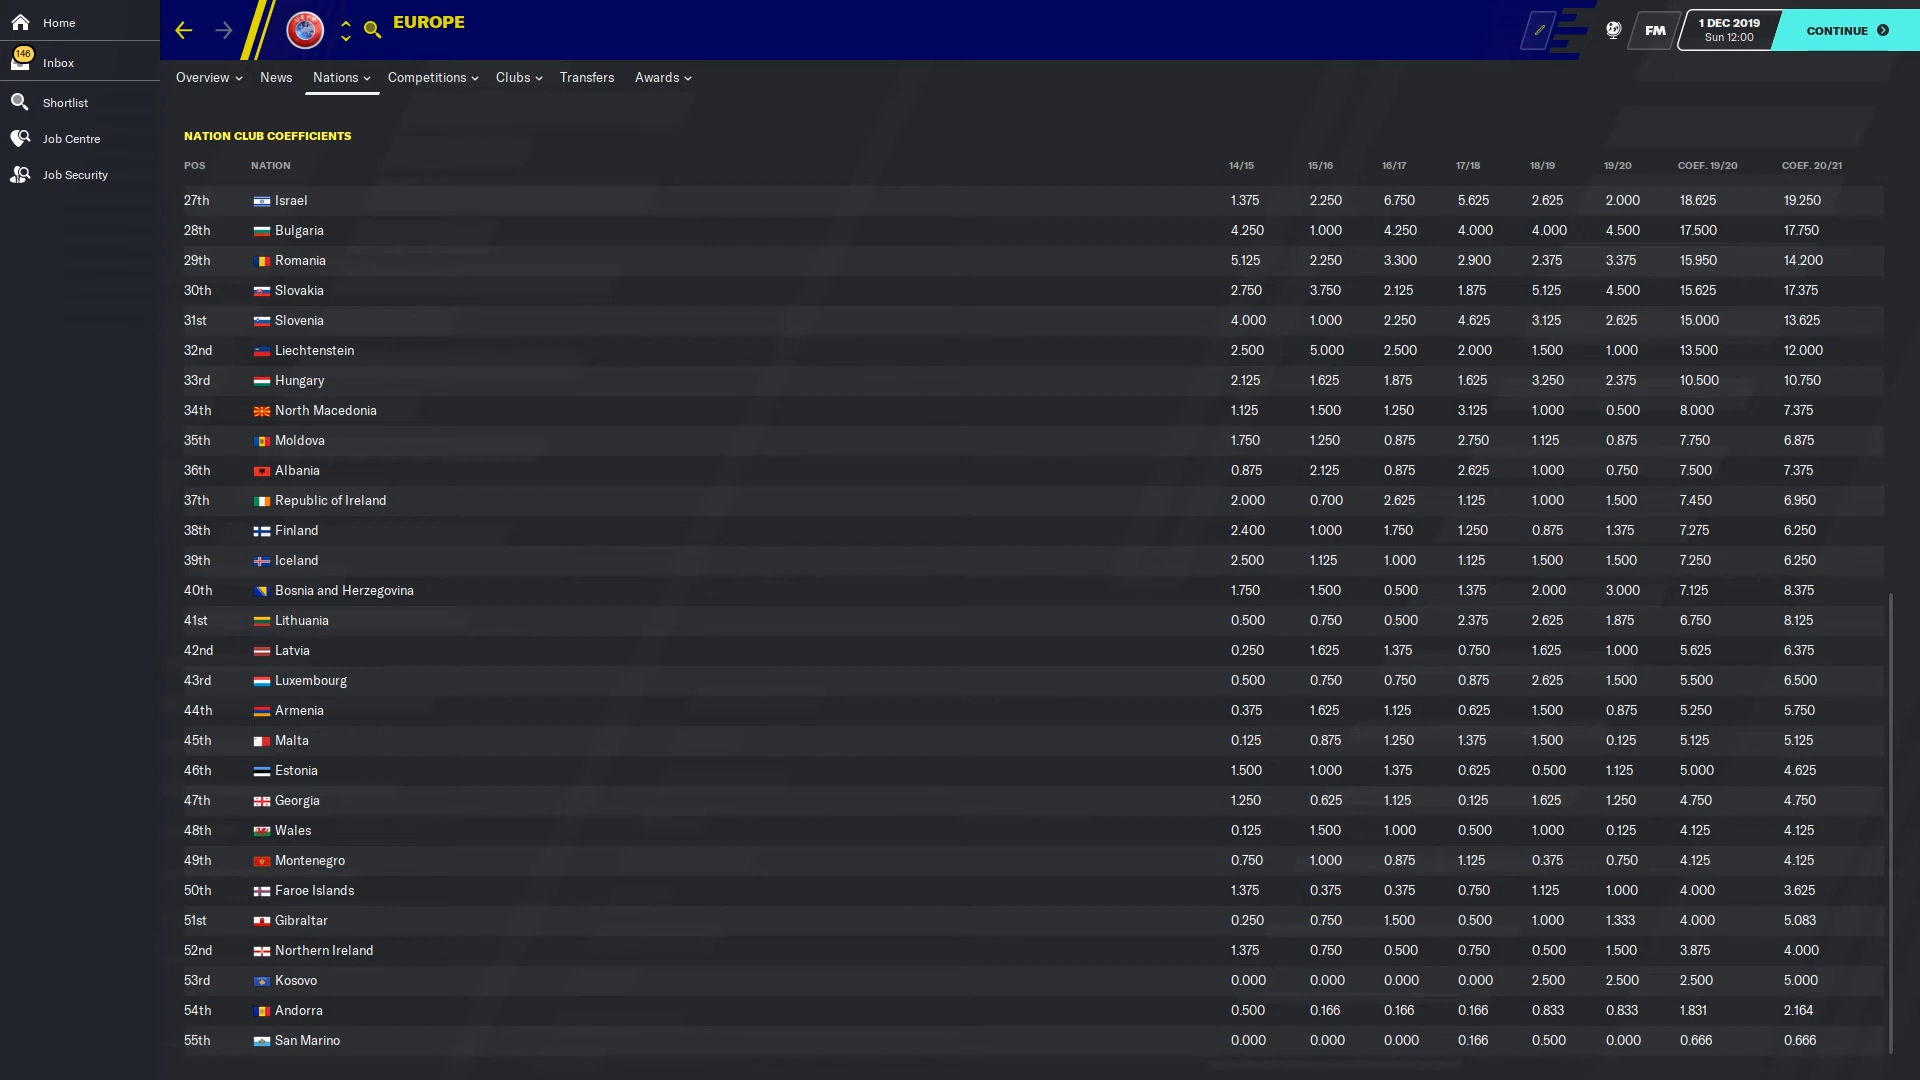 Home
146
Inbox
Shortlist
Job Centre
Job Security
UEFA
EUROPE
FM
1 DEC 2019
Sun 12:00
CONTINUE
Overview News Nations Competitions Clubs Transfers Awards
NATION CLUB COEFFICIENTS
POS NATION 14/15 15/16 16/17 17/18 18/19 19/20 COEF. 19/20 COEF. 20/21
27th Israel 1.375 2.250 6.750 5.625 2.625 2.000 18.625 19.250
28th Bulgaria 4.250 1.000 4.250 4.000 4.000 4.500 17.500 17.750
29th Romania 5.125 2.250 3.300 2.900 2.375 3.375 15.950 14.200
30th Slovakia 2.750 3.750 2.125 1.875 5.125 4.500 15.625 17.375
31st Slovenia 4.000 1.000 2.250 4.625 3.125 2.625 15.000 13.625
32nd Liechtenstein 2.500 5.000 2.500 2.000 1.500 1.000 13.500 12.000
33rd Hungary 2.125 1.625 1.875 1.625 3.250 2.375 10.500 10.750
34th North Macedonia 1.125 1.500 1.250 3.125 1.000 0.500 8.000 7.375
35th Moldova 1.750 1.250 0.875 2.750 1.125 0.875 7.750 6.875
36th Albania 0.875 2.125 0.875 2.625 1.000 0.750 7.500 7.375
37th Republic of Ireland 2.000 0.700 2.625 1.125 1.000 1.500 7.450 6.950
38th Finland 2.400 1.000 1.750 1.250 0.875 1.375 7.275 6.250
39th Iceland 2.500 1.125 1.000 1.125 1.500 1.500 7.250 6.250
40th Bosnia and Herzegovina 1.750 1.500 0.500 1.375 2.000 3.000 7.125 8.375
41st Lithuania 0.500 0.750 0.500 2.375 2.625 1.875 6.750 8.125
42nd Latvia 0.250 1.625 1.375 0.750 1.625 1.000 5.625 6.375
43rd Luxembourg 0.500 0.750 0.750 0.875 2.625 1.500 5.500 6.500
44th Armenia 0.375 1.625 1.125 0.625 1.500 0.875 5.250 5.750
45th Malta 0.125 0.875 1.250 1.375 1.500 0.125 5.125 5.125
46th Estonia 1.500 1.000 1.375 0.625 0.500 1.125 5.000 4.625
47th Georgia 1.250 0.625 1.125 0.125 1.625 1.250 4.750 4.750
48th Wales 0.125 1.500 1.000 0.500 1.000 0.125 4.125 4.125
49th Montenegro 0.750 1.000 0.875 1.125 0.375 0.750 4.125 4.125
50th Faroe Islands 1.375 0.375 0.375 0.750 1.125 1.000 4.000 3.625
51st Gibraltar 0.250 0.750 1.500 0.500 1.000 1.333 4.000 5.083
52nd Northern Ireland 1.375 0.750 0.500 0.750 0.500 1.500 3.875 4.000
53rd Kosovo 0.000 0.000 0.000 0.000 2.500 2.500 2.500 5.000
54th Andorra 0.500 0.166 0.166 0.166 0.833 0.833 1.831 2.164
55th San Marino 0.000 0.000 0.000 0.166 0.500 0.000 0.666 0.666